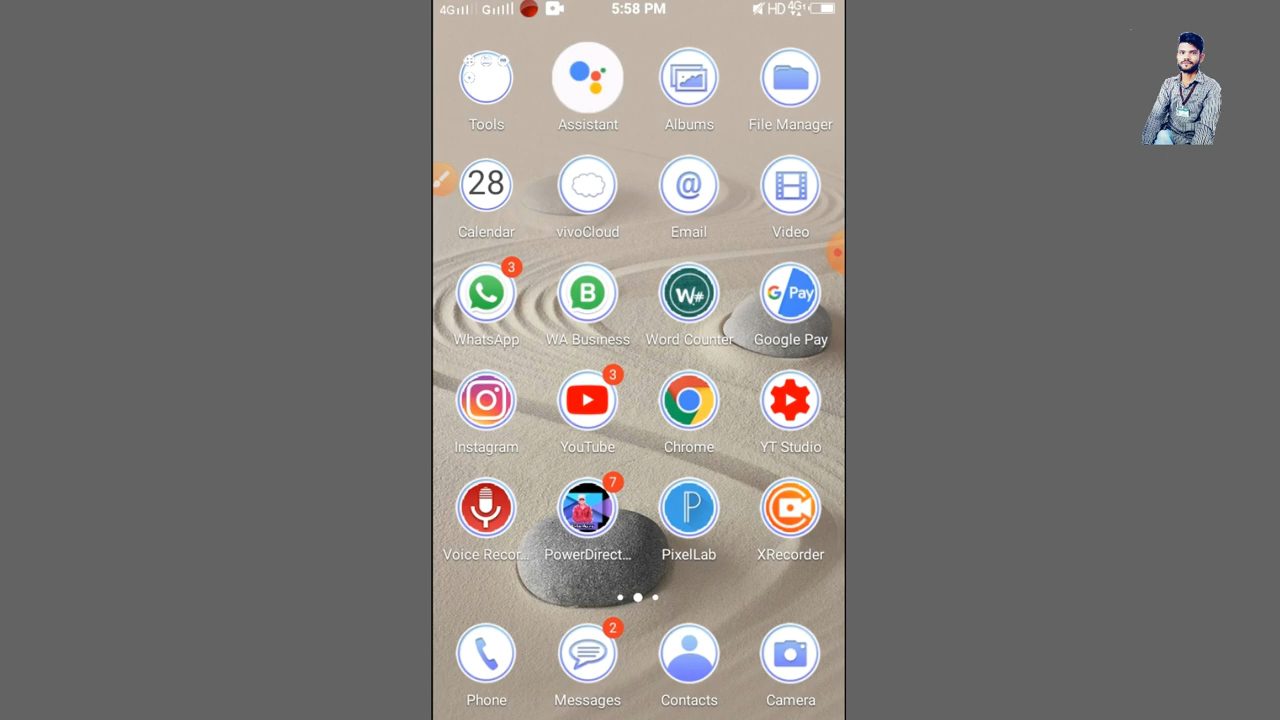 4G G 5:58 PM HD 4G
Tools Assistant Albums File Manager
28 @
Calendar vivoCloud Email Video
3 B W# G Pay
WhatsApp WA Business Word Counter Google Pay
3
Instagram YouTube Chrome YT Studio
7 P
Voice Recor... PowerDirect... PixelLab XRecorder
2
Phone Messages Contacts Camera